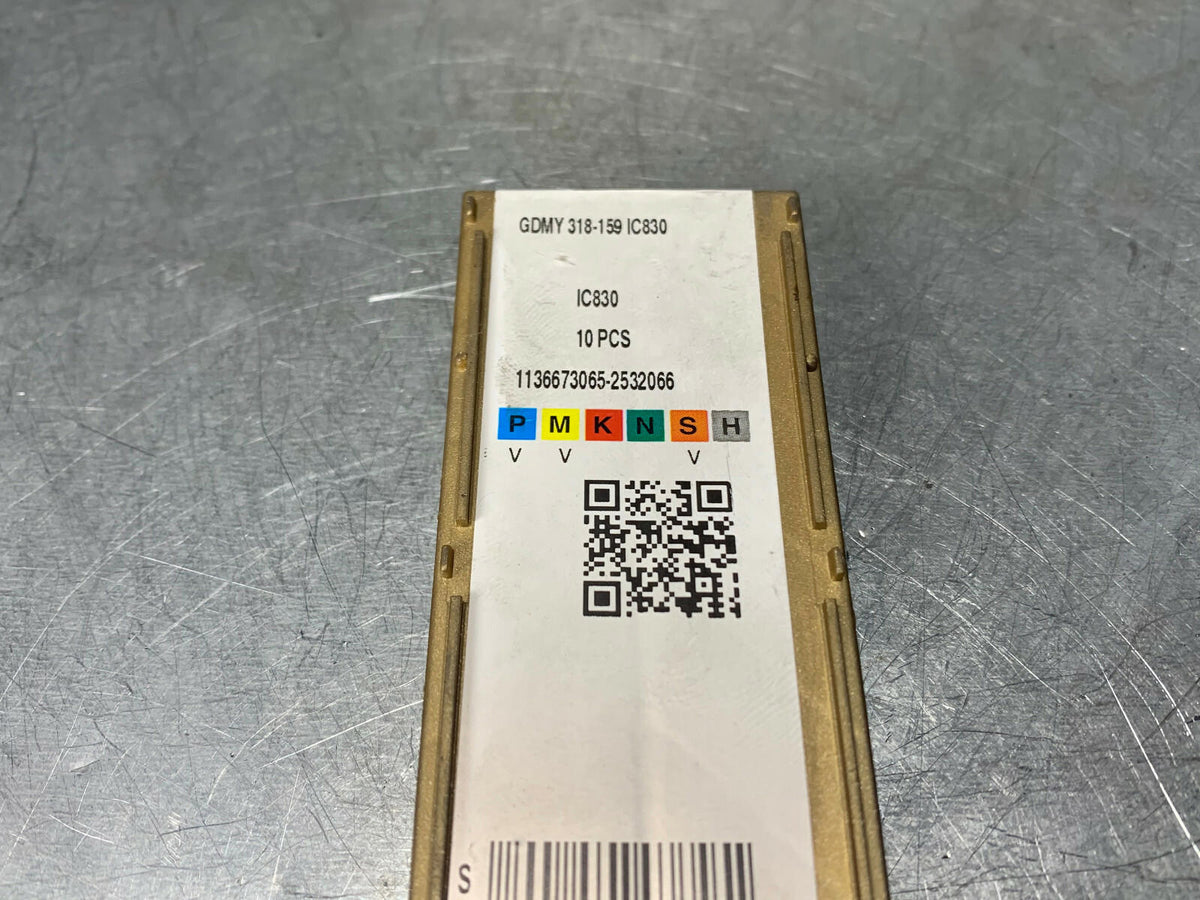 GDMY 318-159 IC830
IC830
10 PCS
1136673065-2532066
P M K N S H
V V V
S